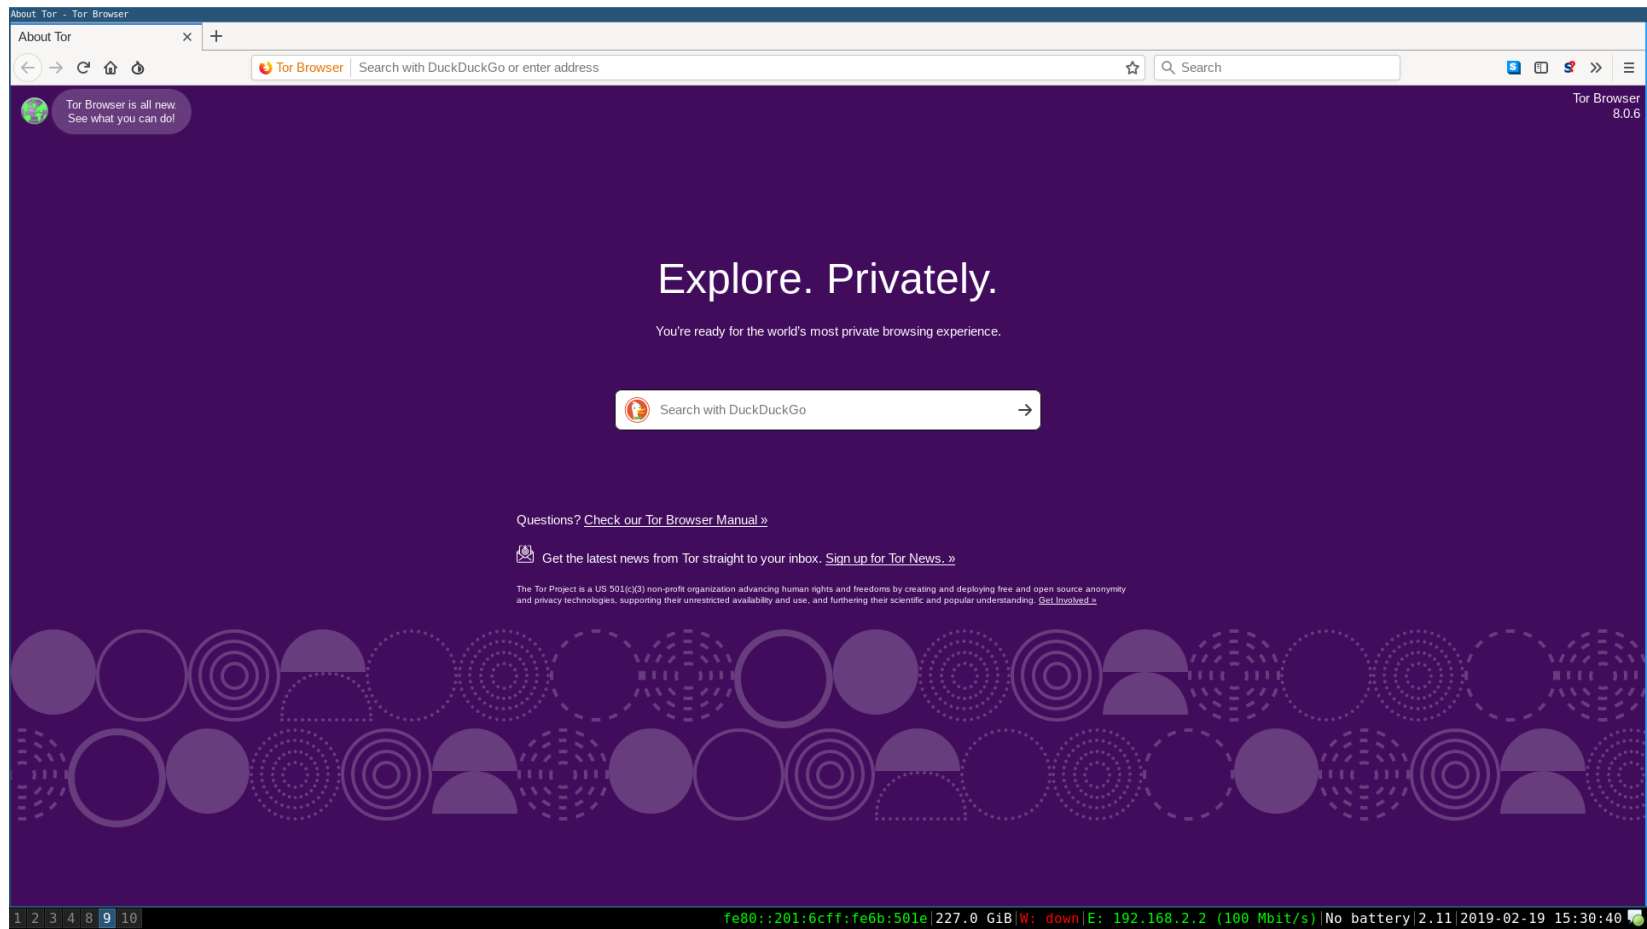 About Tor - Tor Browser
About Tor
Tor Browser
Search with DuckDuckGo or enter address
Search
Tor Browser is all new.
See what you can do!
Tor Browser
8.0.6
Explore. Privately.
You're ready for the world's most private browsing experience.
Search with DuckDuckGo
Questions? Check our Tor Browser Manual »
Get the latest news from Tor straight to your inbox. Sign up for Tor News. »
The Tor Project is a US 501(c)(3) non-profit organization advancing human rights and freedoms by creating and deploying free and open source anonymity
and privacy technologies, supporting their unrestricted availability and use, and furthering their scientific and popular understanding. Get Involved »
1 2 3 4 8 9 10
fe80::201:6cff:fe6b:501e|227.0 GiB|W: down|E: 192.168.2.2 (100 Mbit/s)|No battery|2.11|2019-02-19 15:30:40